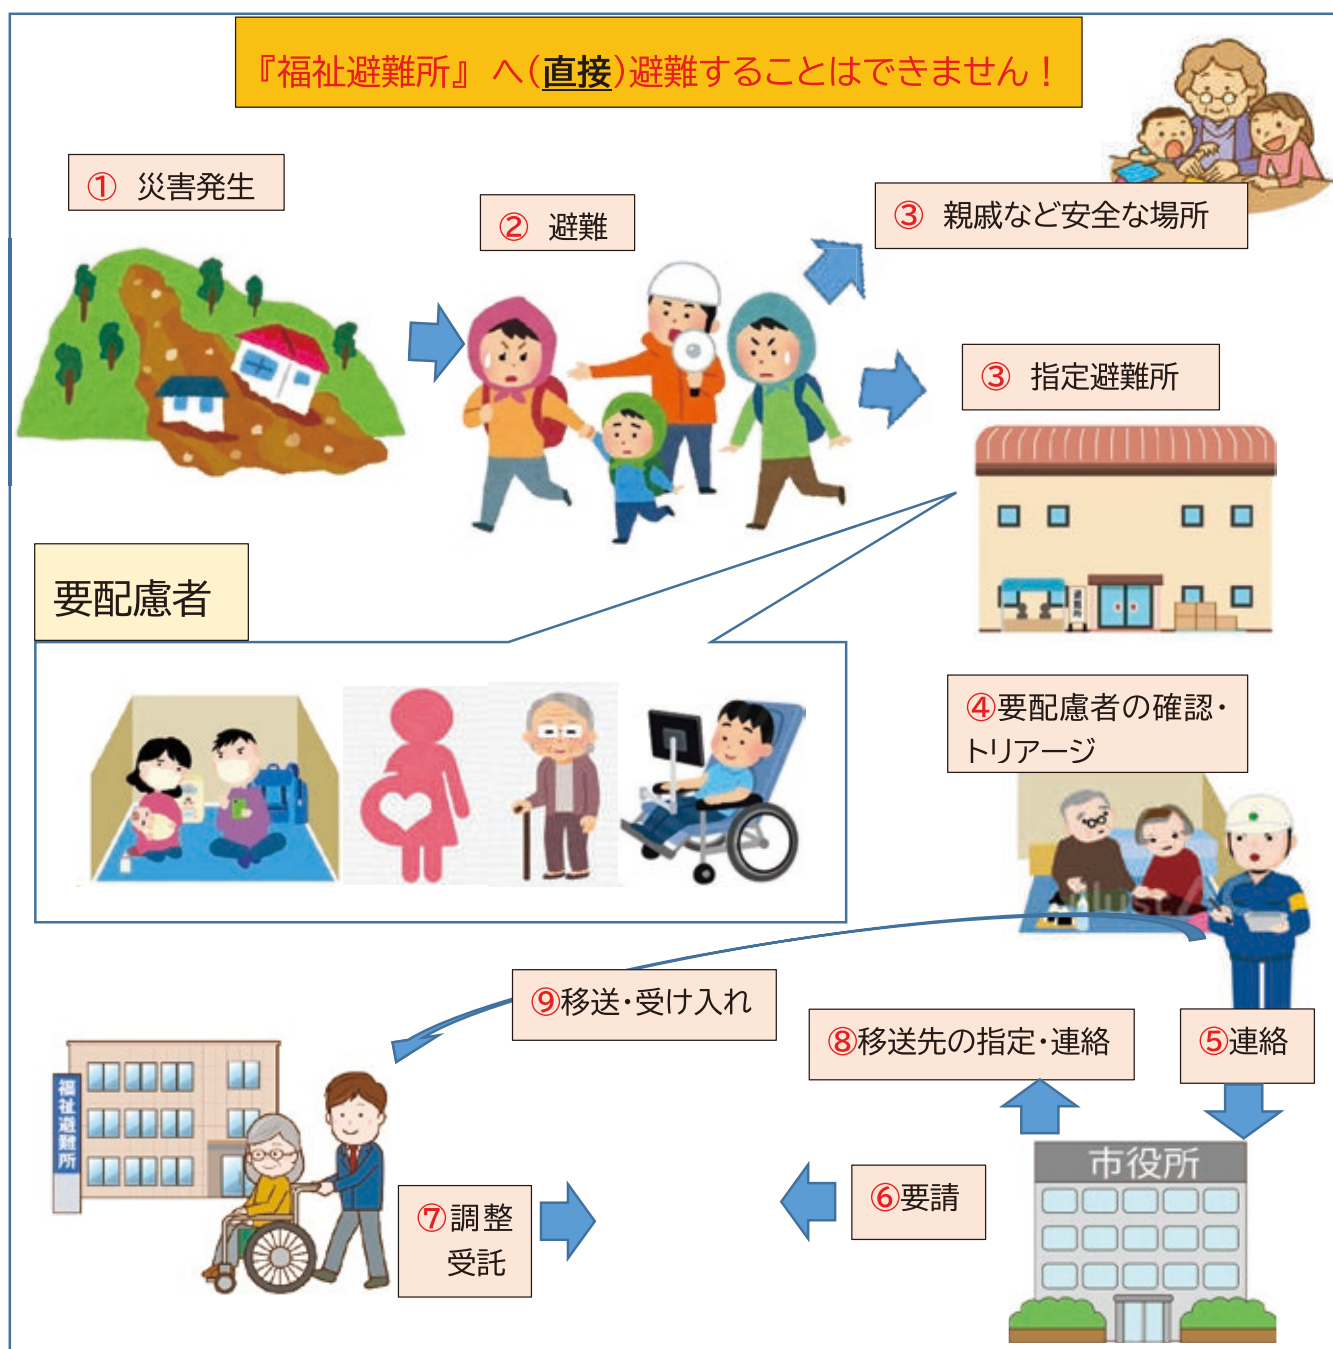 『福祉避難所』へ(直接)避難することはできません！
① 災害発生
② 避難
③ 親戚など安全な場所
③ 指定避難所
避難所
要配慮者
④要配慮者の確認・
トリアージ
⑨移送・受け入れ
⑧移送先の指定・連絡
⑤連絡
福祉避難所
市役所
⑥要請
⑦調整
受託